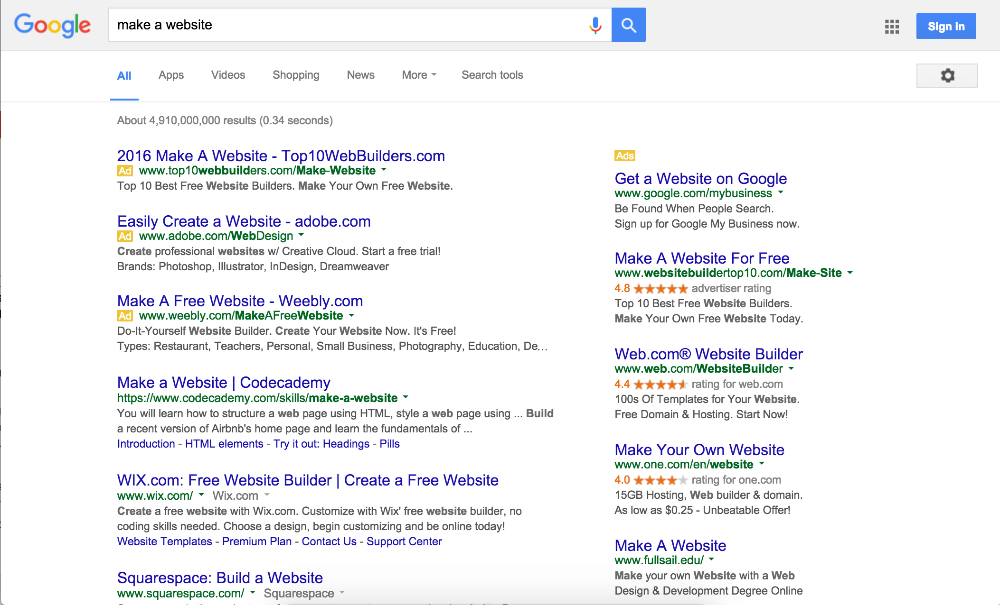 Google
make a website
Sign in
All
Apps
Videos
Shopping
News
More
Search tools
About 4,910,000,000 results (0.34 seconds)
2016 Make A Website - Top10WebBuilders.com
Ad www.top10webbuilders.com/Make-Website
Top 10 Best Free Website Builders. Make Your Own Free Website.
Easily Create a Website - adobe.com
Ad www.adobe.com/WebDesign
Create professional websites w/ Creative Cloud. Start a free trial!
Brands: Photoshop, Illustrator, InDesign, Dreamweaver
Make A Free Website - Weebly.com
Ad www.weebly.com/MakeAFreeWebsite
Do-It-Yourself Website Builder. Create Your Website Now. It's Free!
Types: Restaurant, Teachers, Personal, Small Business, Photography, Education, De...
Make a Website | Codecademy
https://www.codecademy.com/skills/make-a-website
You will learn how to structure a web page using HTML, style a web page using ... Build
a recent version of Airbnb's home page and learn the fundamentals of ...
Introduction - HTML elements - Try it out: Headings - Pills
WIX.com: Free Website Builder | Create a Free Website
www.wix.com/ Wix.com
Create a free website with Wix.com. Customize with Wix' free website builder, no
coding skills needed. Choose a design, begin customizing and be online today!
Website Templates - Premium Plan - Contact Us - Support Center
Squarespace: Build a Website
www.squarespace.com/ Squarespace
Ads
Get a Website on Google
www.google.com/mybusiness
Be Found When People Search.
Sign up for Google My Business now.
Make A Website For Free
www.websitebuildertop10.com/Make-Site
4.8 advertiser rating
Top 10 Best Free Website Builders.
Make Your Own Free Website Today.
Web.com® Website Builder
www.web.com/WebsiteBuilder
4.4 rating for web.com
100s Of Templates for Your Website.
Free Domain & Hosting. Start Now!
Make Your Own Website
www.one.com/en/website
4.0 rating for one.com
15GB Hosting, Web builder & domain.
As low as $0.25 - Unbeatable Offer!
Make A Website
www.fullsail.edu/
Make your own Website with a Web
Design & Development Degree Online